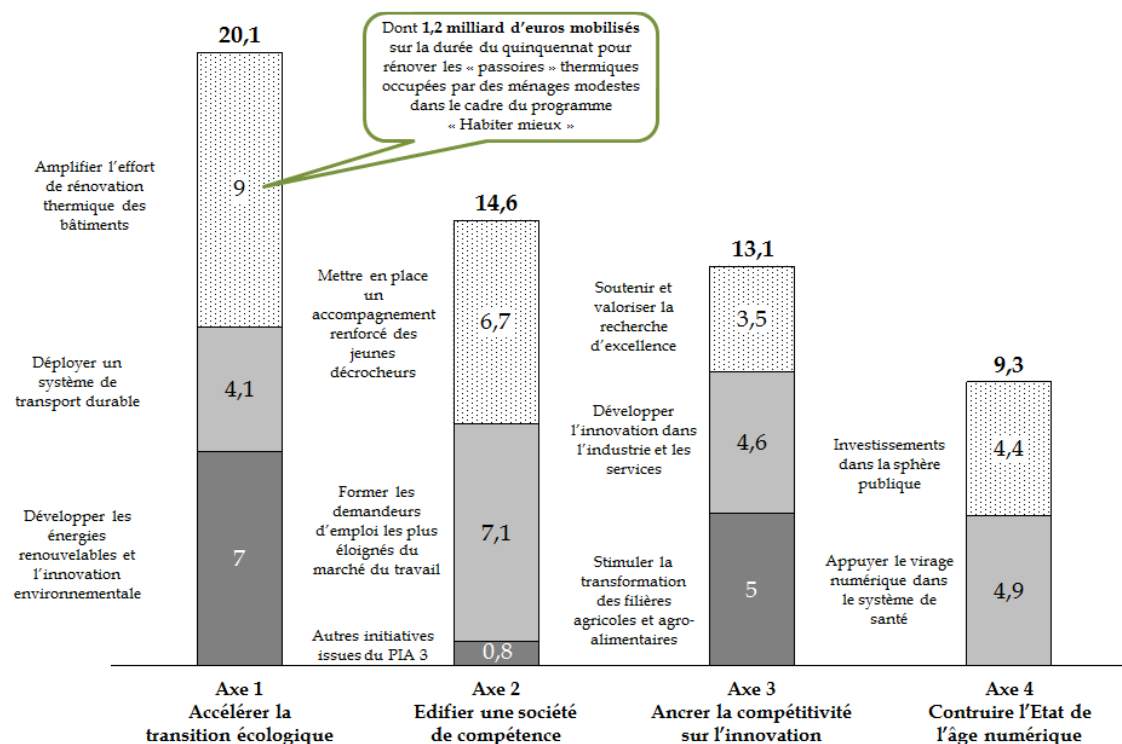 20,1
Dont 1,2 milliard d'euros mobilisés
sur la durée du quinquennat pour
rénover les « passoires » thermiques
occupées par des ménages modestes
dans le cadre du programme
« Habiter mieux »
Amplifier l'effort
de rénovation
thermique des
bâtiments
9
Déployer un
système de
transport durable
4,1
Développer les
énergies
renouvelables et
l'innovation
environnementale
7
14,6
Mettre en place
un
accompagnement
renforcé des
jeunes
décrocheurs
6,7
Former les
demandeurs
d'emploi les plus
éloignés du
marché du travail
7,1
Autres initiatives
issues du PIA 3
0,8
13,1
Soutenir et
valoriser la
recherche
d'excellence
3,5
Développer
l'innovation dans
l'industrie et les
services
4,6
Stimuler la
transformation
des filières
agricoles et agro-
alimentaires
5
9,3
Investissements
dans la sphère
publique
4,4
Appuyer le virage
numérique dans
le système de
santé
4,9
Axe 1
Accélérer la
transition écologique
Axe 2
Edifier une société
de compétence
Axe 3
Ancrer la compétitivité
sur l'innovation
Axe 4
Contruire l'Etat de
l'âge numérique